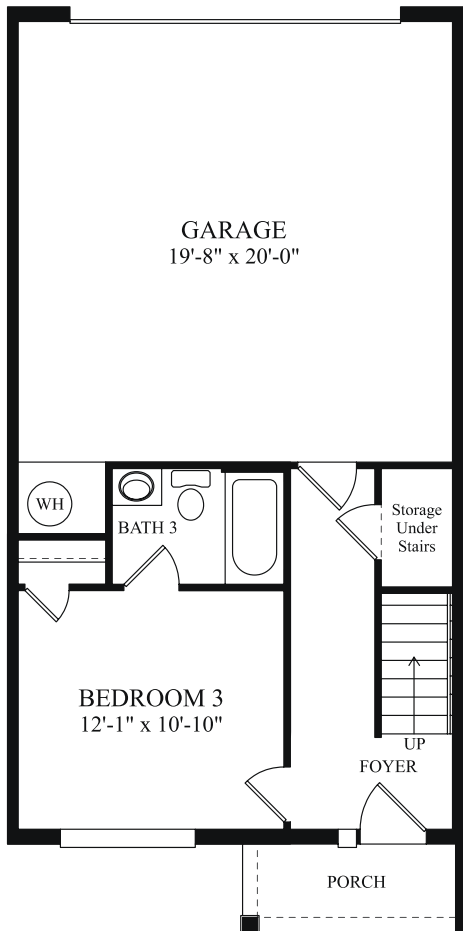 GARAGE
19'-8" x 20'-0"
WH
BATH 3
Storage
Under
Stairs
BEDROOM 3
12'-1" x 10'-10"
UP
FOYER
PORCH